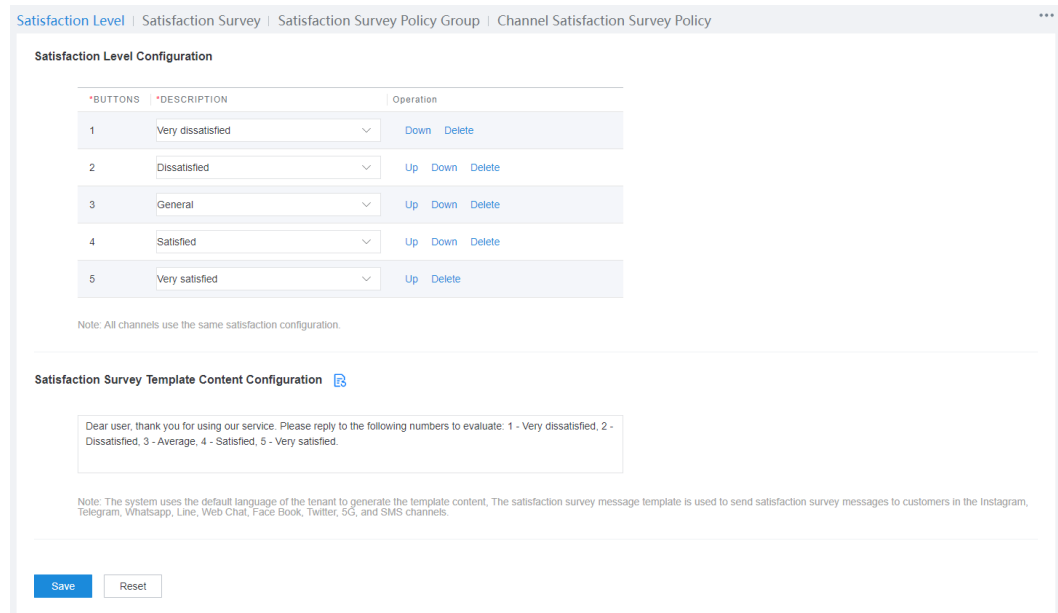 Satisfaction Level | Satisfaction Survey | Satisfaction Survey Policy Group | Channel Satisfaction Survey Policy
Satisfaction Level Configuration
*BUTTONS *DESCRIPTION Operation
1 Very dissatisfied Down Delete
2 Dissatisfied Up Down Delete
3 General Up Down Delete
4 Satisfied Up Down Delete
5 Very satisfied Up Delete
Note: All channels use the same satisfaction configuration.
Satisfaction Survey Template Content Configuration
Dear user, thank you for using our service. Please reply to the following numbers to evaluate: 1 - Very dissatisfied, 2 -
Dissatisfied, 3 - Average, 4 - Satisfied, 5 - Very satisfied.
Note: The system uses the default language of the tenant to generate the template content, The satisfaction survey message template is used to send satisfaction survey messages to customers in the Instagram,
Telegram, Whatsapp, Line, Web Chat, Face Book, Twitter, 5G, and SMS channels.
Save Reset